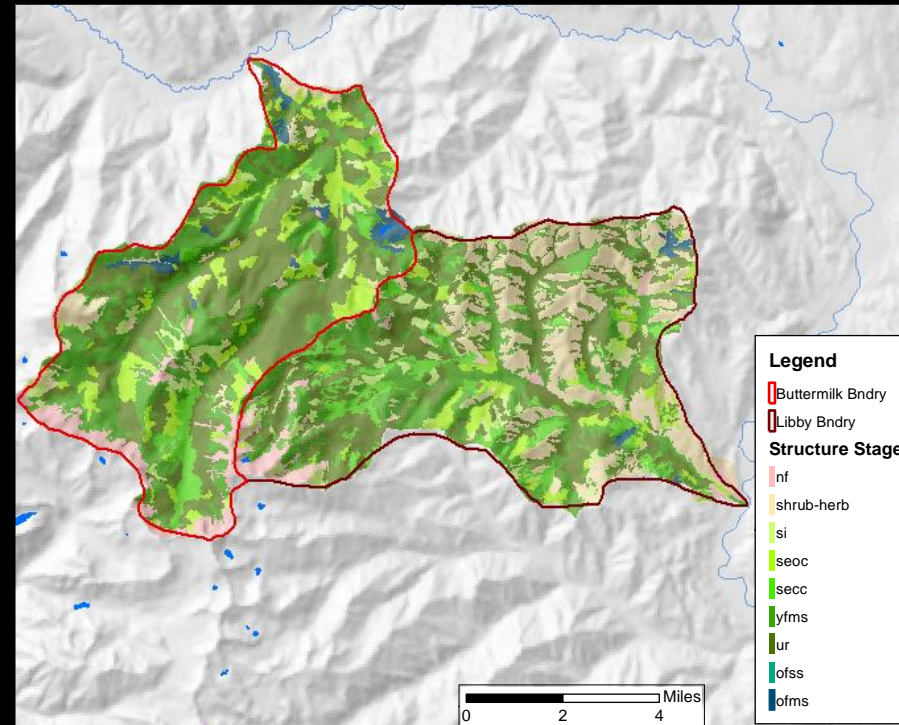 Legend
Buttermilk Bndry
Libby Bndry
Structure Stage
nf
shrub-herb
si
seoc
secc
yfms
ur
ofss
ofms
Miles
0 2 4